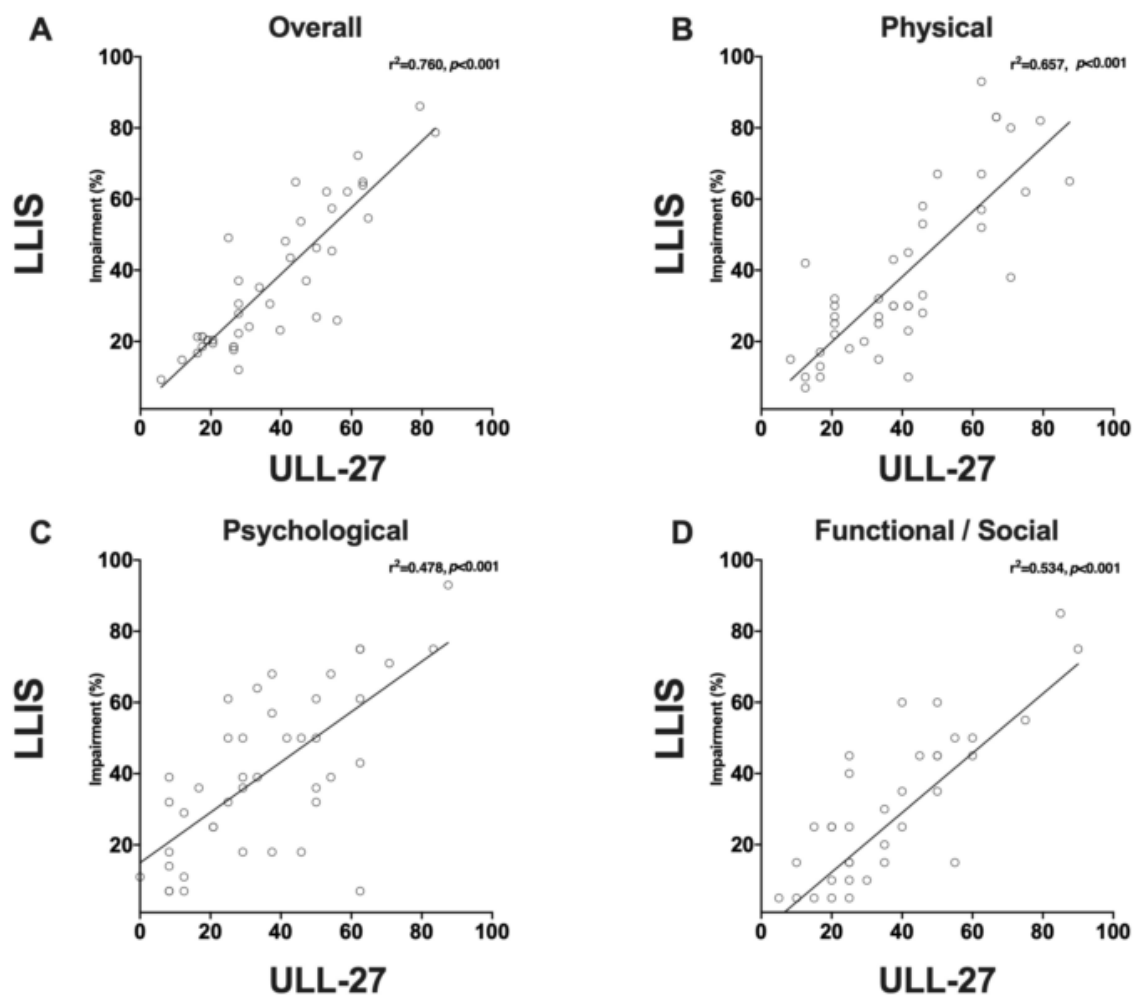 A
Overall
r²=0.760, p<0.001
100
80
60
40
20
LLIS
Impairment (%)
0 20 40 60 80 100
ULL-27
B
Physical
r²=0.657, p<0.001
100
80
60
40
20
LLIS
Impairment (%)
0 20 40 60 80 100
ULL-27
C
Psychological
r²=0.478, p<0.001
100
80
60
40
20
LLIS
Impairment (%)
0 20 40 60 80 100
ULL-27
D
Functional / Social
r²=0.534, p<0.001
100
80
60
40
20
LLIS
Impairment (%)
0 20 40 60 80 100
ULL-27